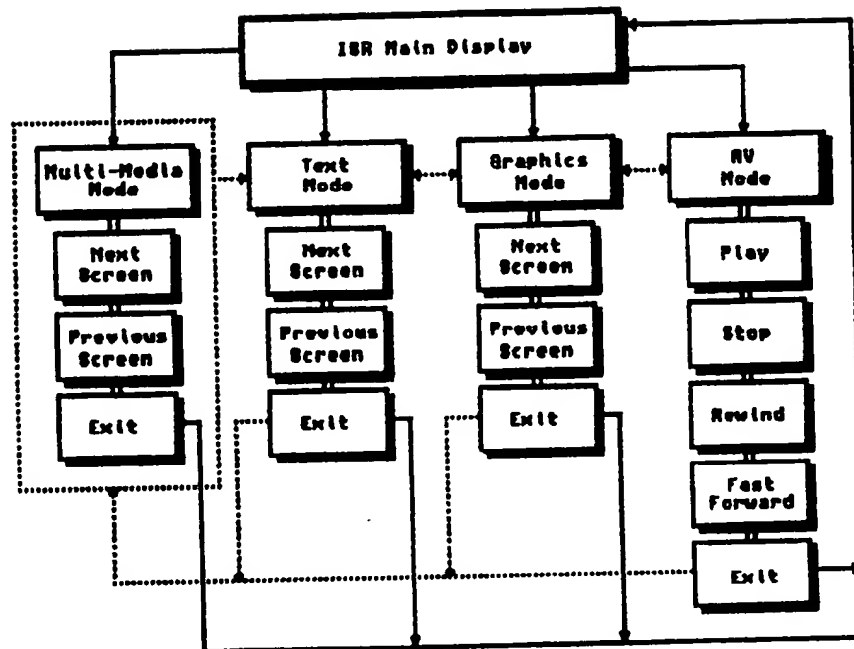 ISR Main Display
Multi-Media
Mode
Text
Mode
Graphics
Mode
AV
Mode
Next
Screen
Next
Screen
Next
Screen
Play
Previous
Screen
Previous
Screen
Previous
Screen
Stop
Exit
Exit
Exit
Rewind
Fast
Forward
Exit